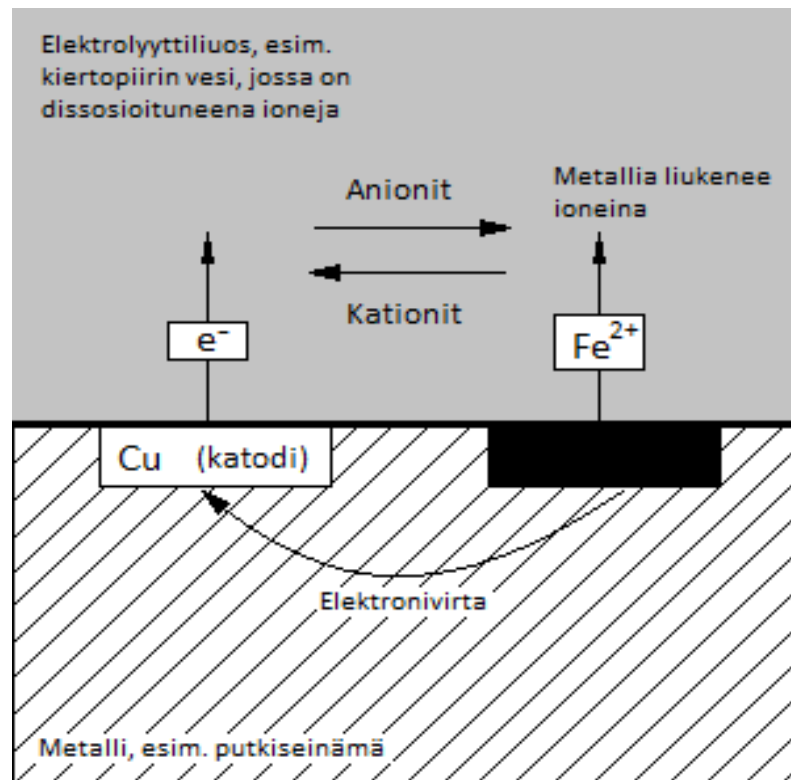 Elektrolyyttiliuos, esim.
kiertopiirin vesi, jossa on
dissosioituneena ioneja
Anionit
Metallia liukenee
ioneina
Kationit
e⁻
Fe²⁺
Cu (katodi)
Elektronivirta
Metalli, esim. putkiseinämä